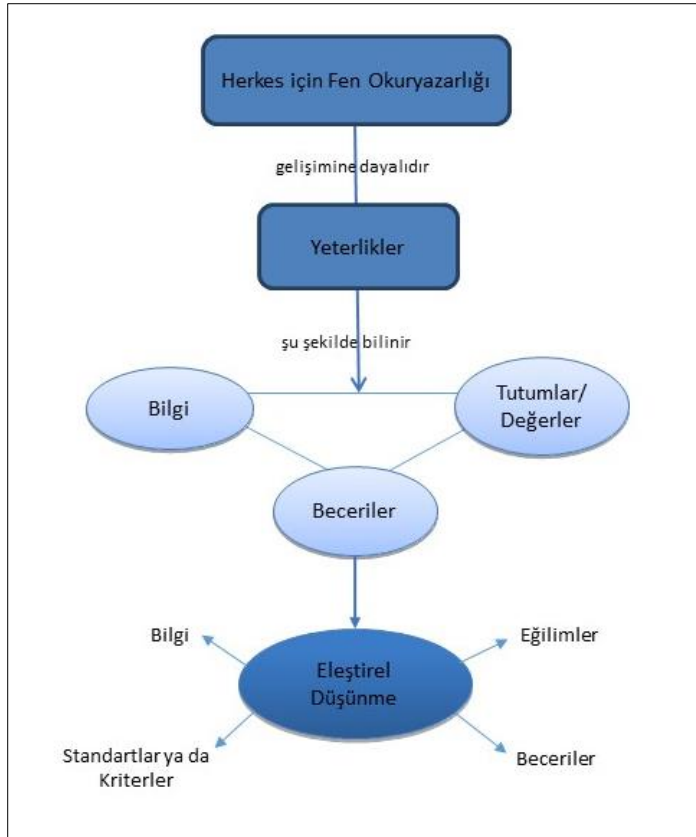 Herkes için Fen Okuryazarlığı
gelişimine dayalıdır
Yeterlikler
şu şekilde bilinir
Bilgi
Tutumlar/
Değerler
Beceriler
Bilgi
Eğilimler
Eleştirel
Düşünme
Standartlar ya da
Kriterler
Beceriler